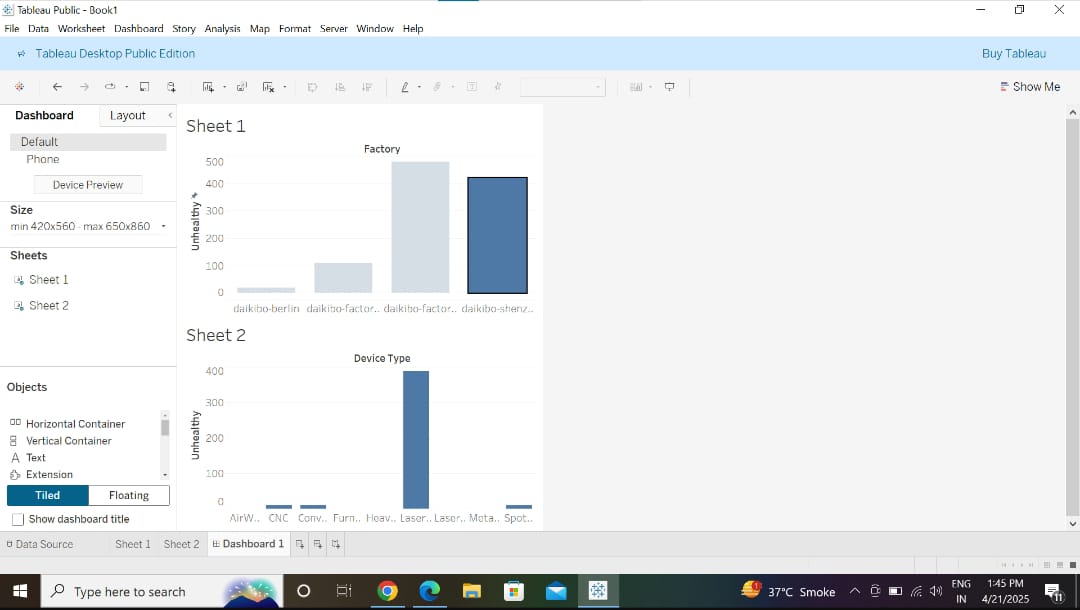 Tableau Public - Book1
File Data Worksheet Dashboard Story Analysis Map Format Server Window Help
Tableau Desktop Public Edition
Buy Tableau
Show Me
Dashboard
Layout
Default
Phone
Device Preview
Size
min 420x560 - max 650x860
Sheets
Sheet 1
Sheet 2
Objects
Horizontal Container
Vertical Container
Text
Extension
Tiled
Floating
Show dashboard title
Sheet 1
Factory
Unhealthy
500
400
300
200
100
0
daikibo-berlin daikibo-factor.. daikibo-factor.. daikibo-shenz..
Sheet 2
Device Type
Unhealthy
400
300
200
100
0
AirW.. CNC Conv.. Furn.. Heav.. Laser.. Laser.. Meta.. Spot..
Data Source
Sheet 1
Sheet 2
Dashboard 1
Type here to search
1
37°C Smoke
ENG
IN
1:45 PM
4/21/2025
11